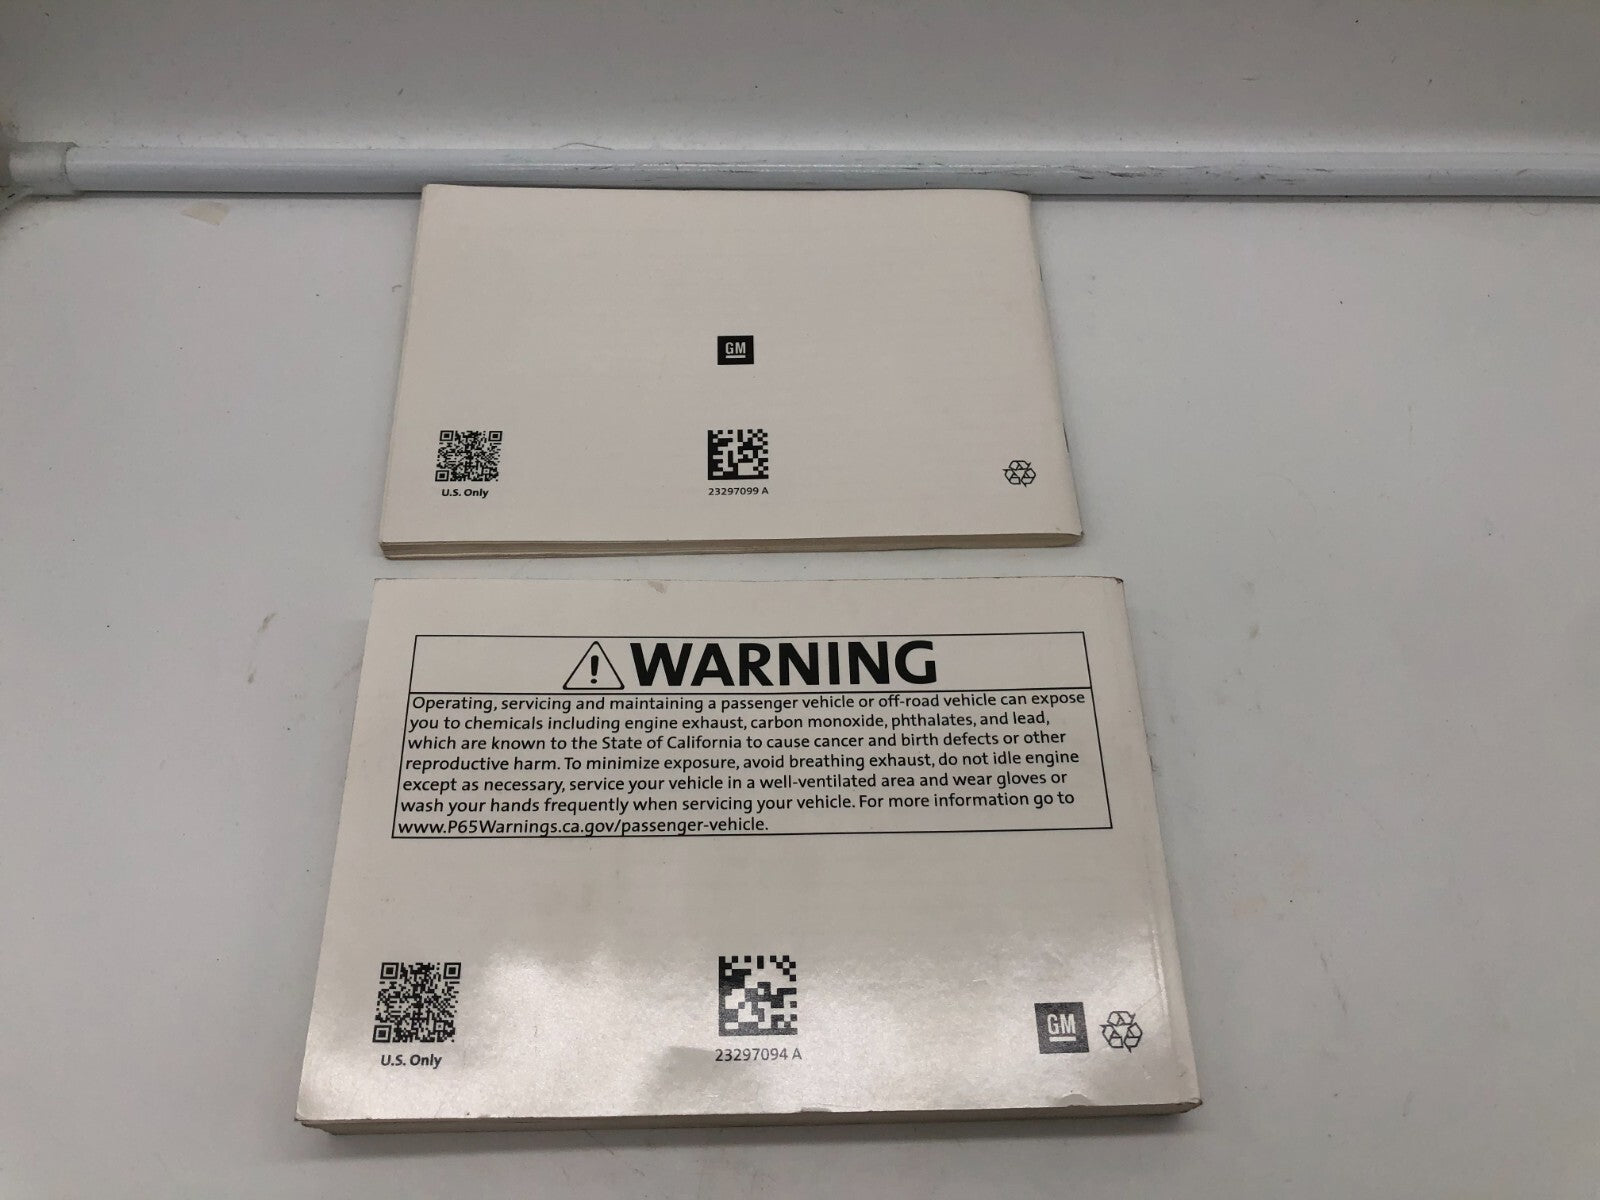 GM
U.S. Only
23297099 A
WARNING
Operating, servicing and maintaining a passenger vehicle or off-road vehicle can expose
you to chemicals including engine exhaust, carbon monoxide, phthalates, and lead,
which are known to the State of California to cause cancer and birth defects or other
reproductive harm. To minimize exposure, avoid breathing exhaust, do not idle engine
except as necessary, service your vehicle in a well-ventilated area and wear gloves or
wash your hands frequently when servicing your vehicle. For more information go to
www.P65Warnings.ca.gov/passenger-vehicle.
U.S. Only
23297094 A
GM